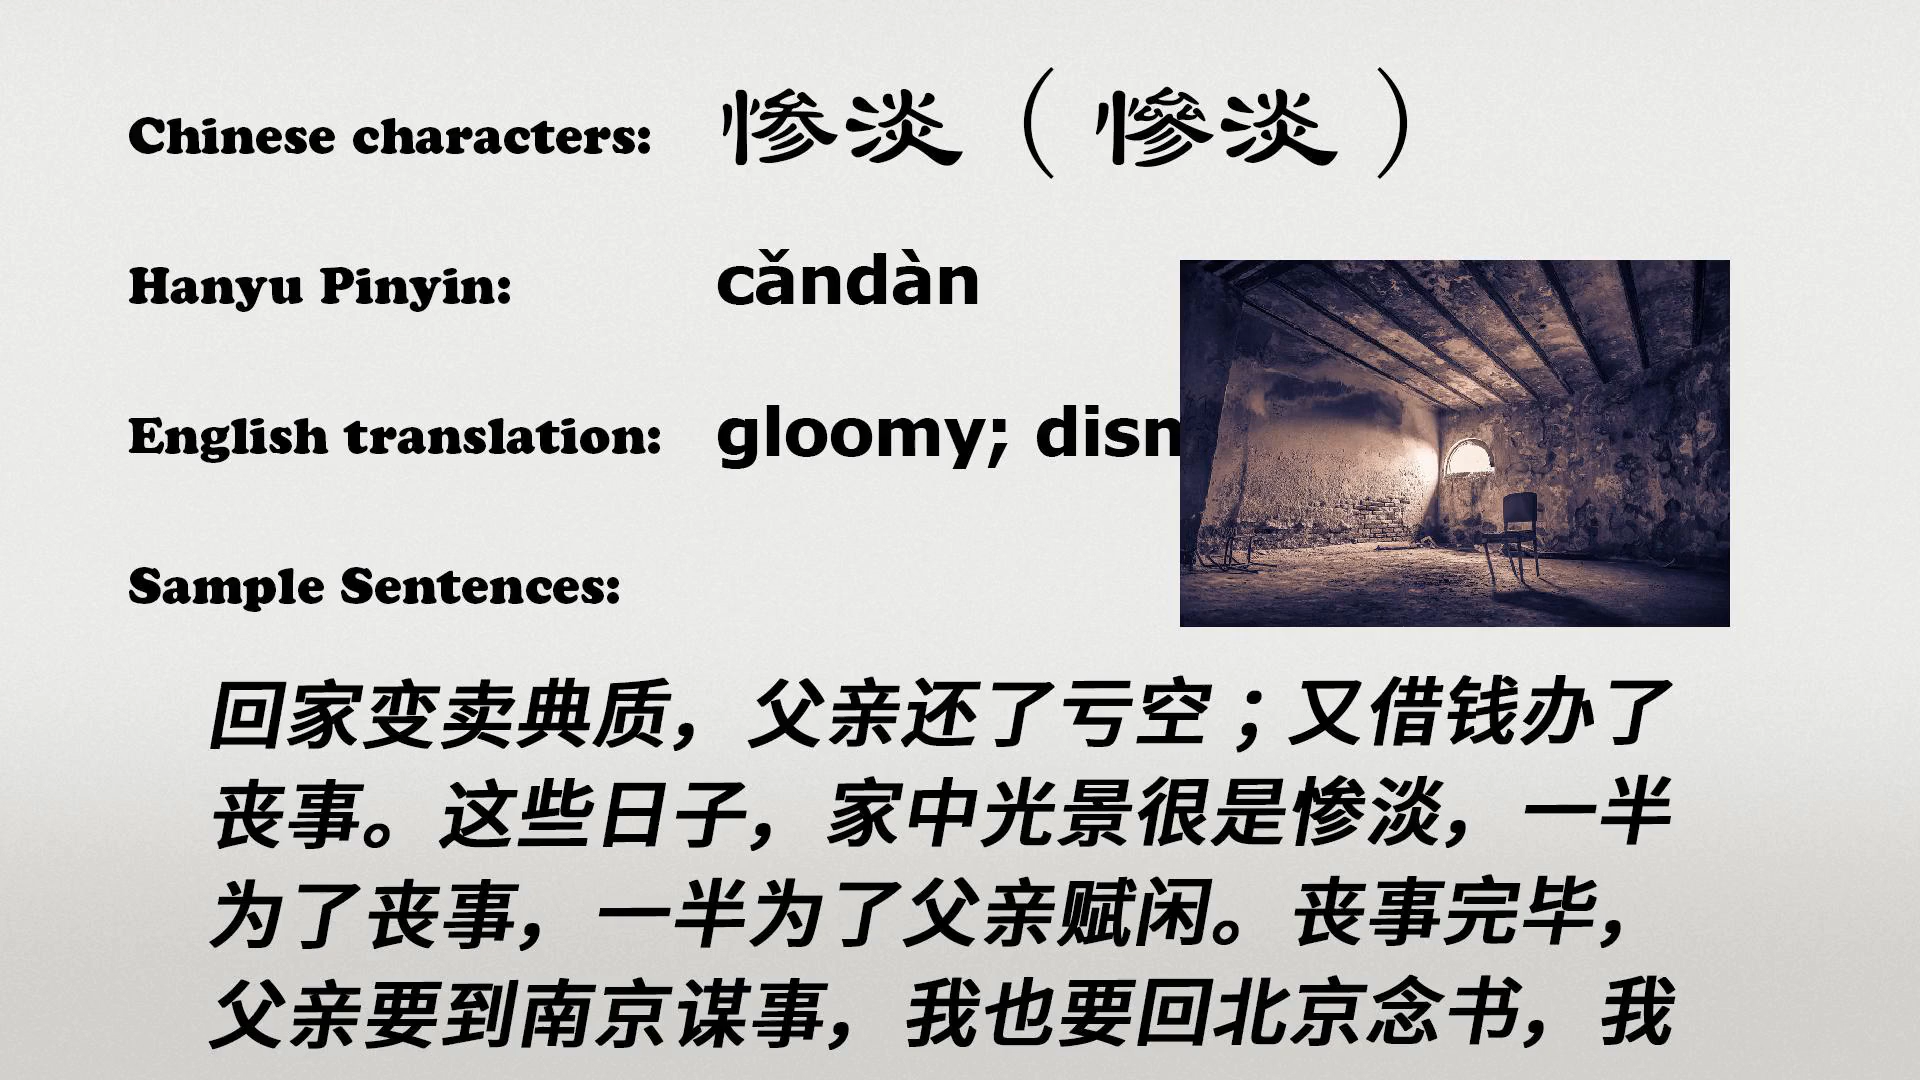 Chinese characters: 惨淡（慘淡）
Hanyu Pinyin: cǎndàn
English translation: gloomy;
Sample Sentences:
回家变卖典质，父亲还了亏空；又借钱办了
丧事。这些日子，家中光景很是惨淡，一半
为了丧事，一半为了父亲赋闲。丧事完毕，
父亲要到南京谋事，我也要回北京念书，我